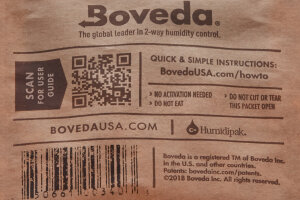 Boveda®
The global leader in 2-way humidity control.
SCAN
FOR USER
GUIDE
QUICK & SIMPLE INSTRUCTIONS:
BovedaUSA.com/howto
> NO ACTIVATION NEEDED
> DO NOT EAT
> DO NOT CUT OR TEAR
THIS PACKET OPEN
BOVEDAUSA.COM
Humidipak.
Boveda is a registered TM of Boveda Inc.
in the U.S. and other countries.
Patents: bovedainc.com/patents.
©2018 Boveda Inc. All rights reserved.